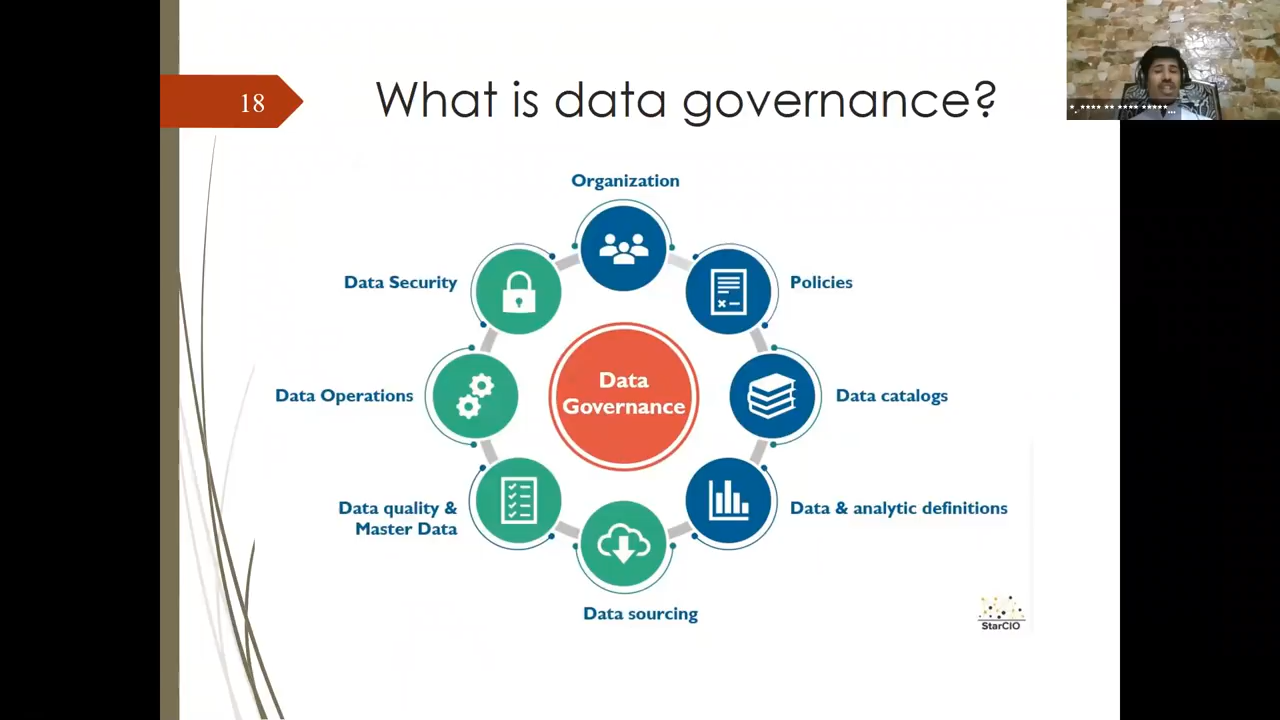 18
What is data governance?
Organization
Data Security
Policies
Data
Governance
Data Operations
Data catalogs
Data quality &
Master Data
Data & analytic definitions
Data sourcing
StarCIO